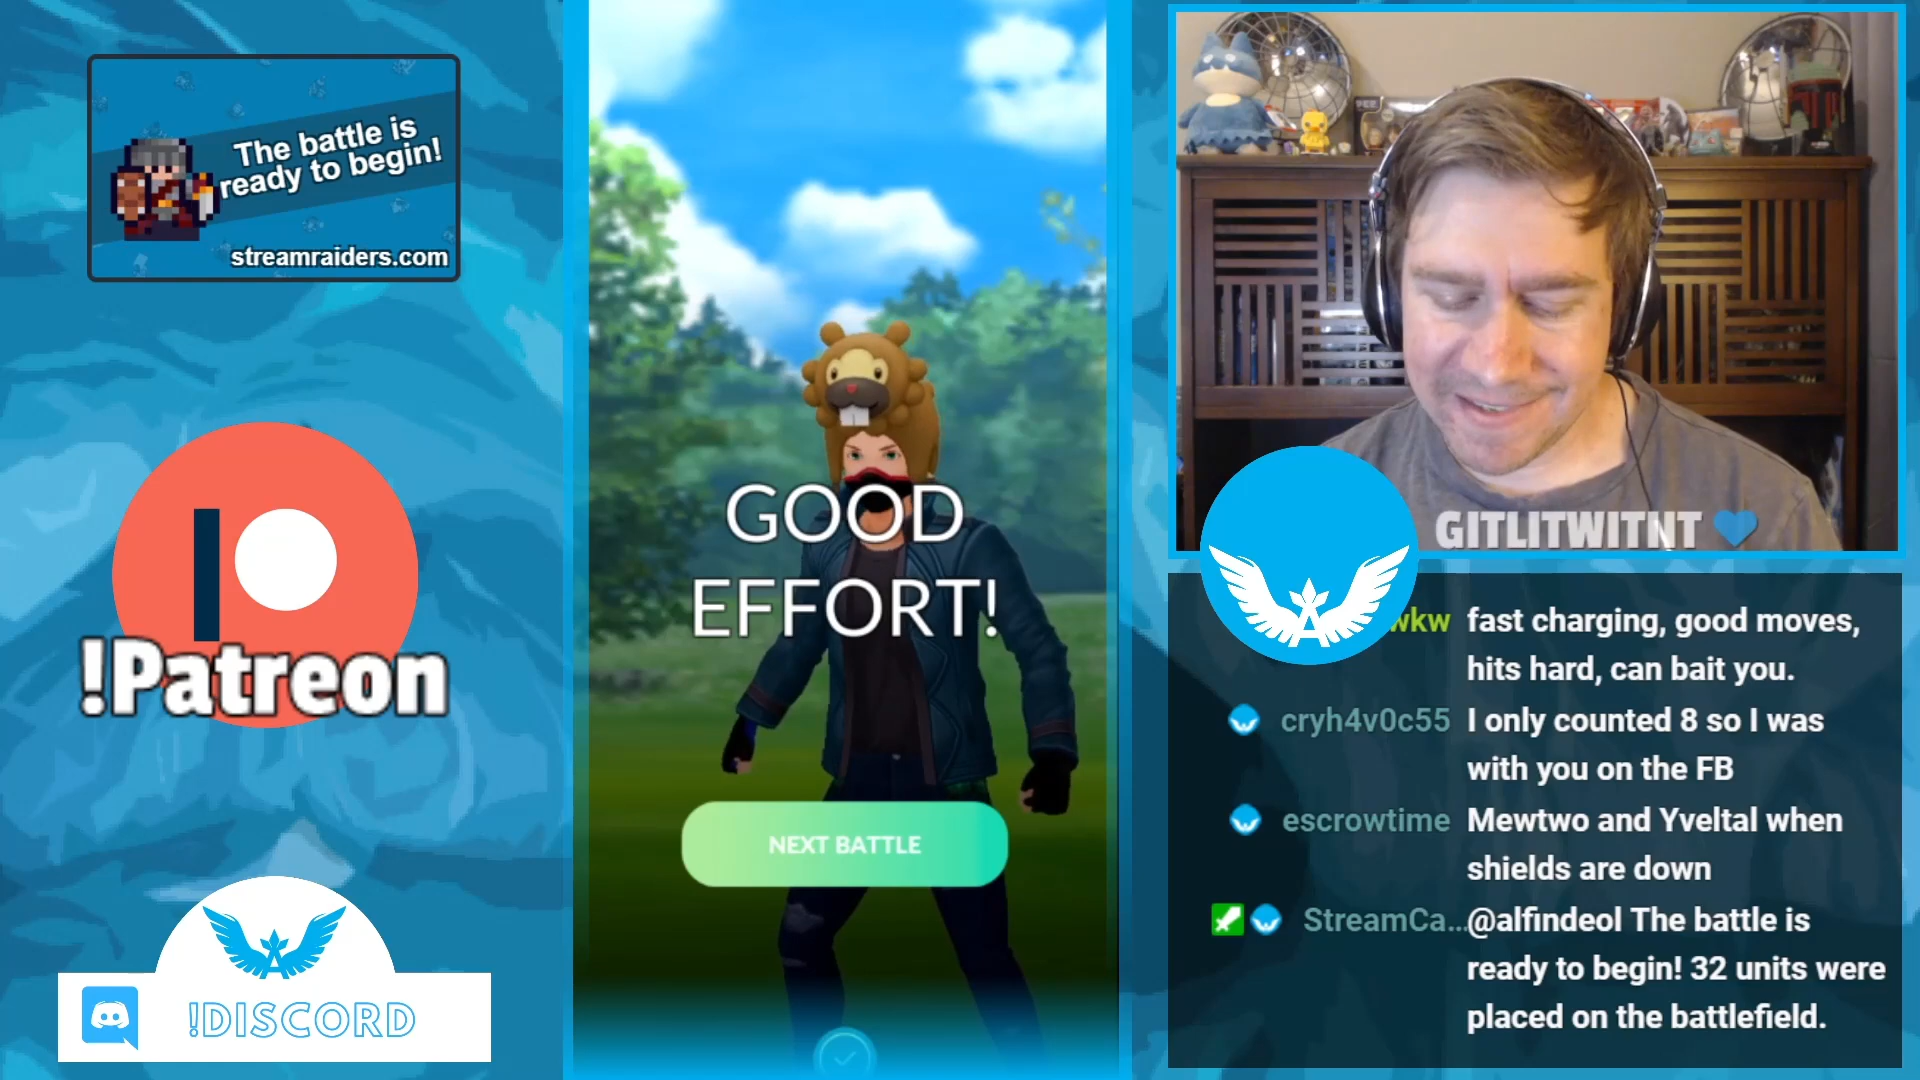 The battle is
ready to begin!
streamraiders.com
!Patreon
!DISCORD
GOOD
EFFORT!
NEXT BATTLE
GITLITWITNT
wkw fast charging, good moves,
hits hard, can bait you.
cryh4v0c55 I only counted 8 so I was
with you on the FB
escrowtime Mewtwo and Yveltal when
shields are down
StreamCa... @alfindeol The battle is
ready to begin! 32 units were
placed on the battlefield.